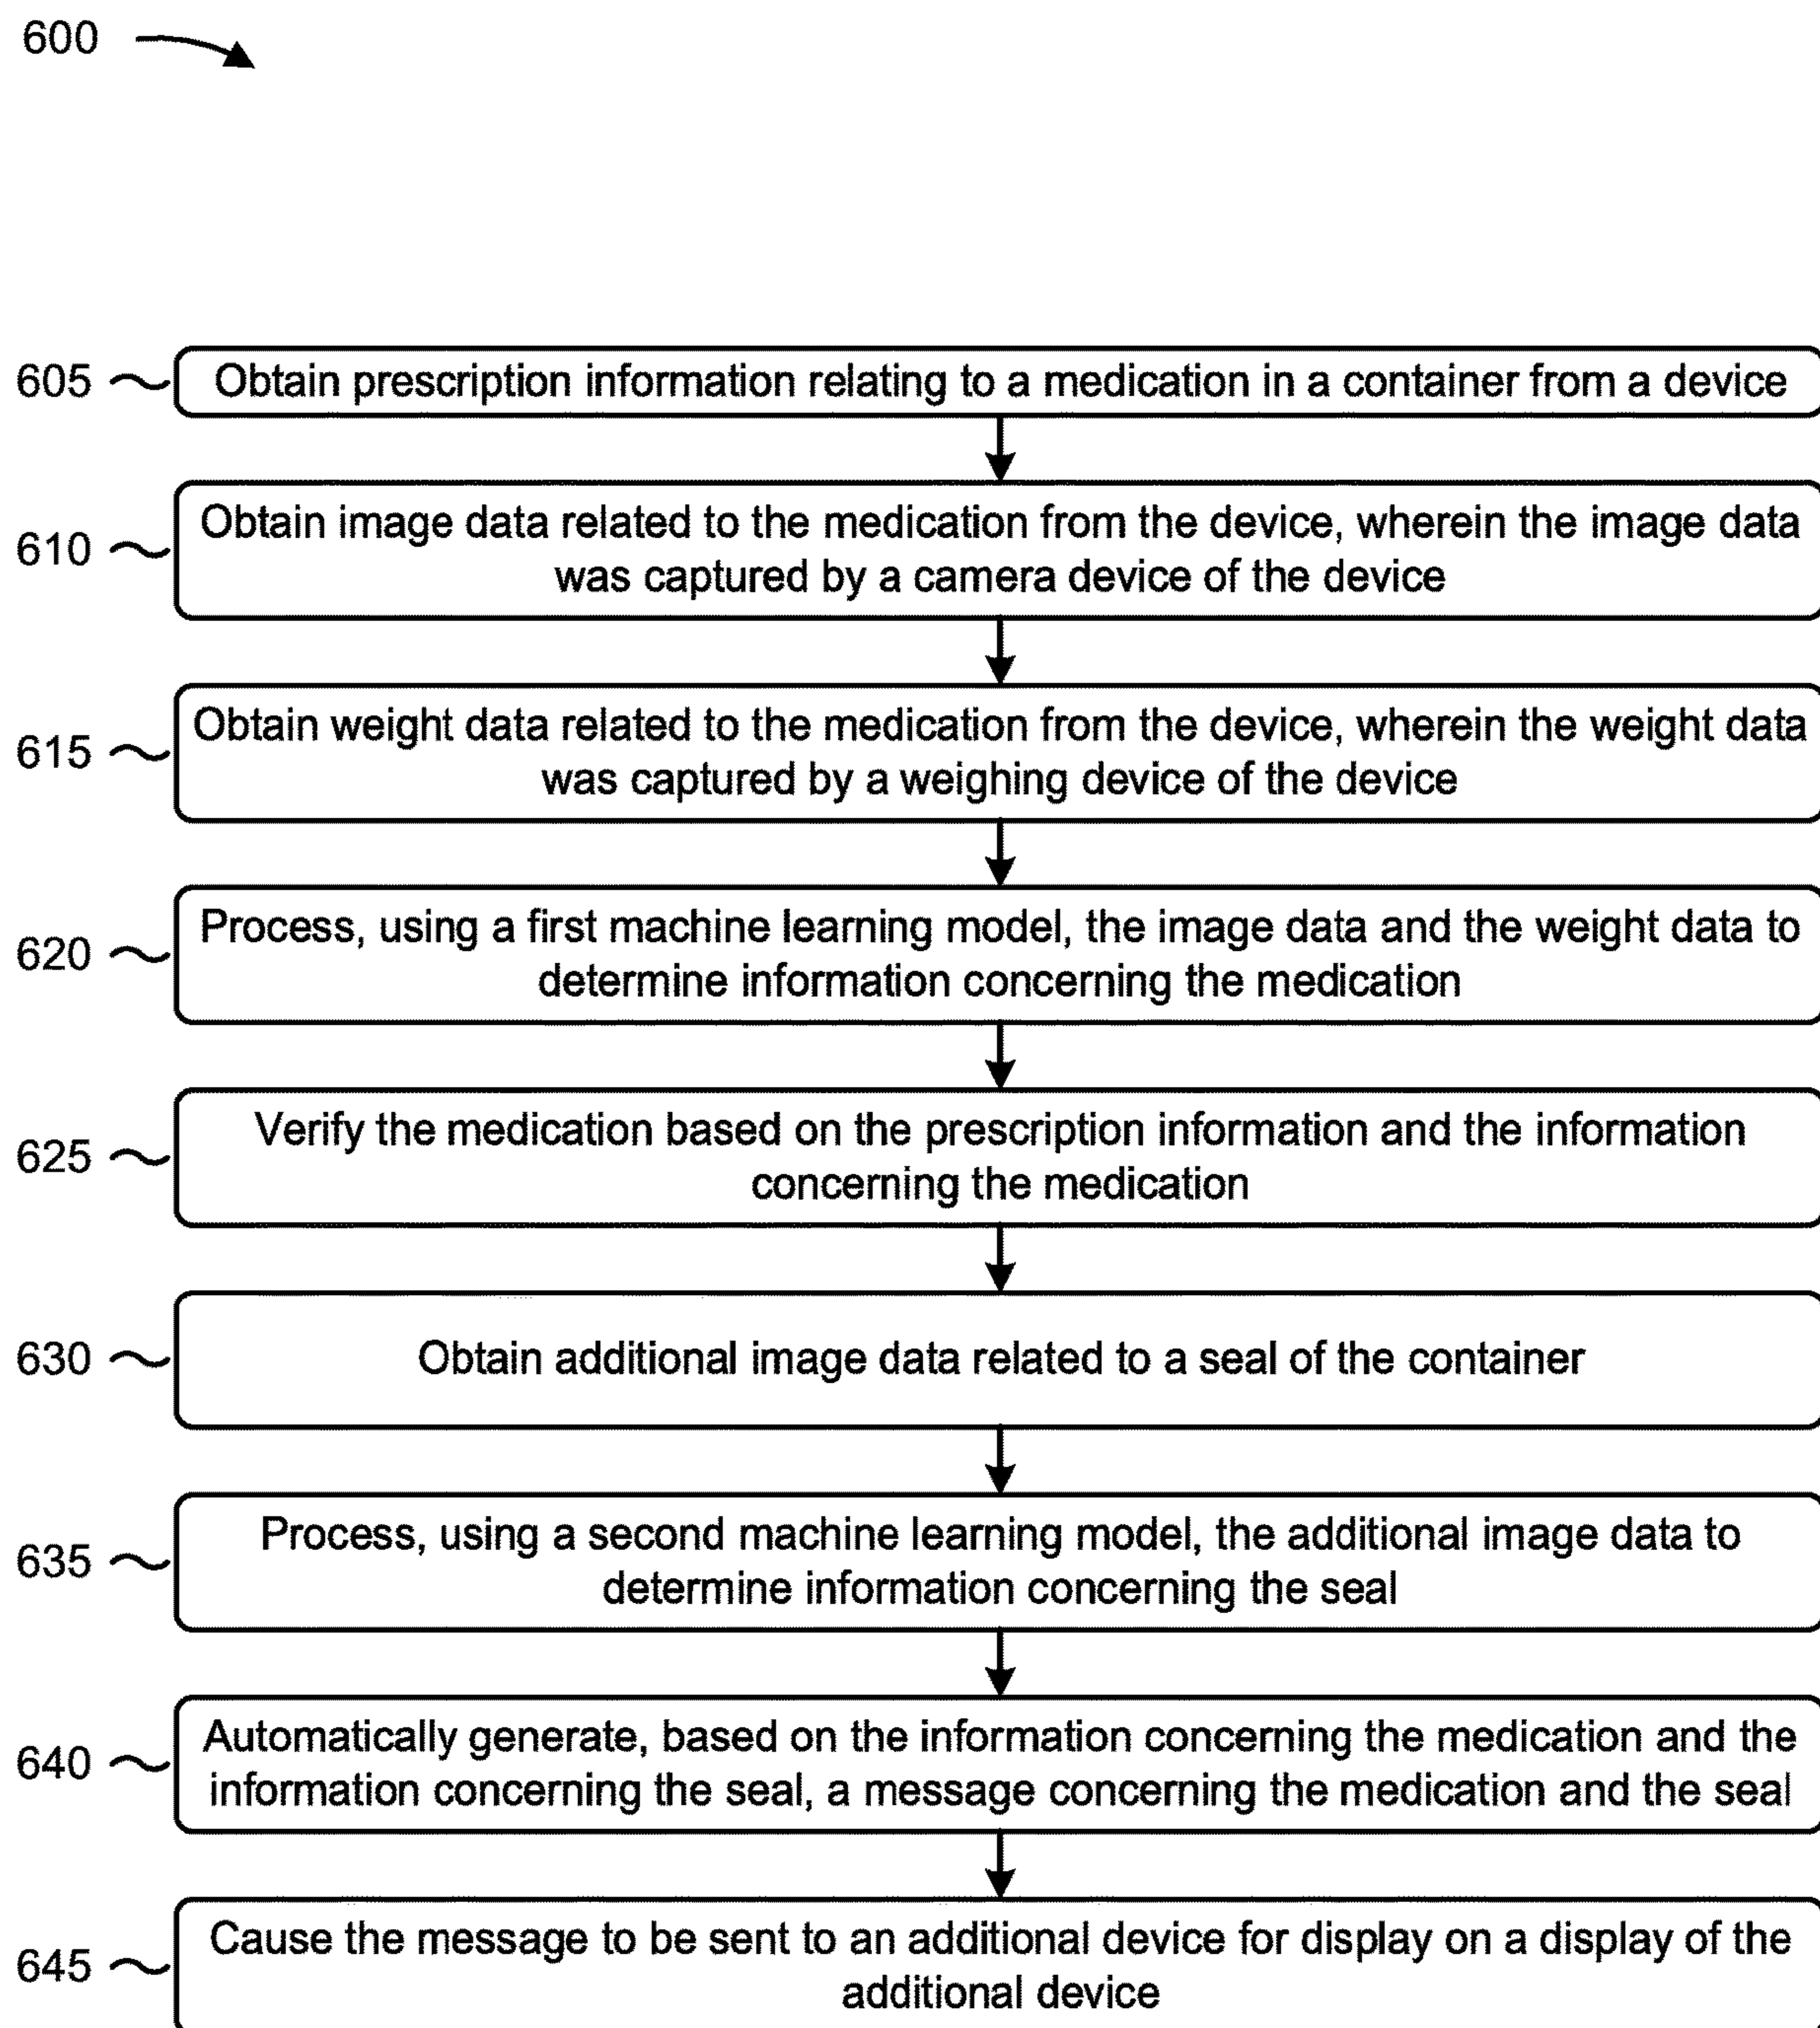 600
605
Obtain prescription information relating to a medication in a container from a device
610
Obtain image data related to the medication from the device, wherein the image data
was captured by a camera device of the device
615
Obtain weight data related to the medication from the device, wherein the weight data
was captured by a weighing device of the device
620
Process, using a first machine learning model, the image data and the weight data to
determine information concerning the medication
625
Verify the medication based on the prescription information and the information
concerning the medication
630
Obtain additional image data related to a seal of the container
635
Process, using a second machine learning model, the additional image data to
determine information concerning the seal
640
Automatically generate, based on the information concerning the medication and the
information concerning the seal, a message concerning the medication and the seal
645
Cause the message to be sent to an additional device for display on a display of the
additional device